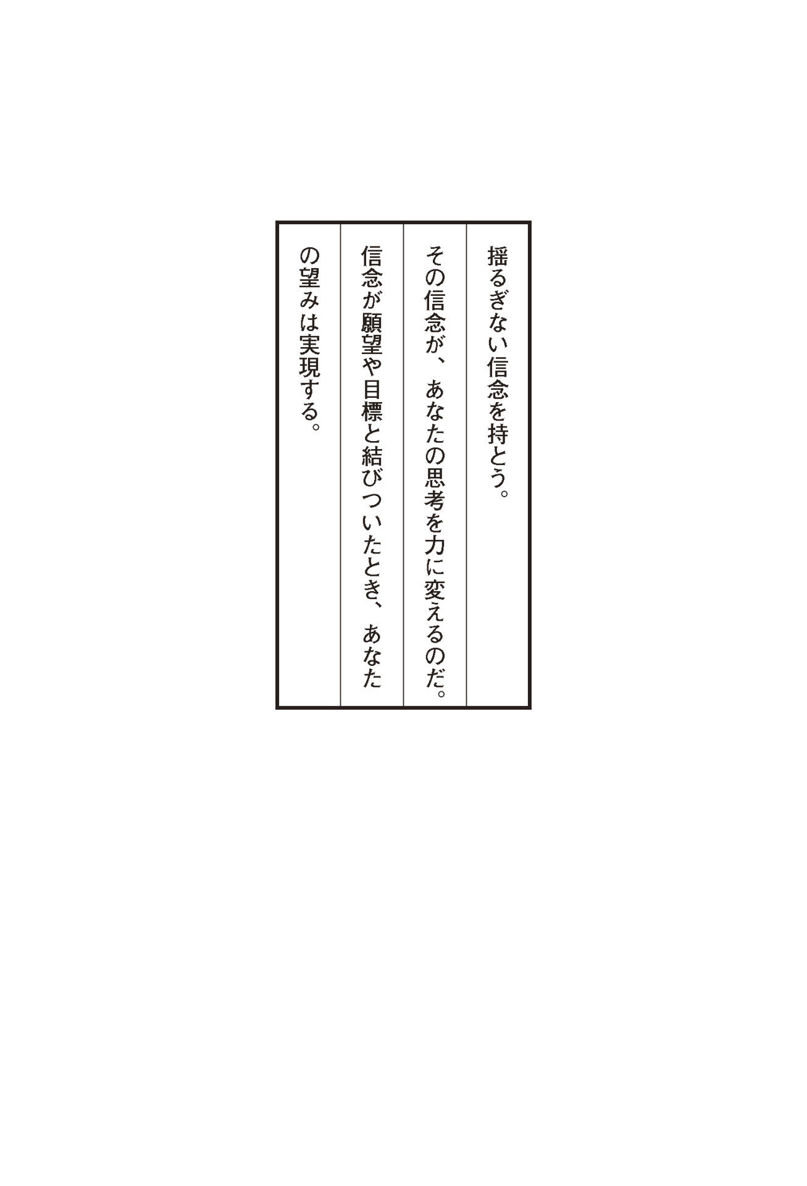 揺るぎない信念を持とう。
その信念が、あなたの思考を力に変えるのだ。
信念が願望や目標と結びついたとき、あなた
の望みは実現する。